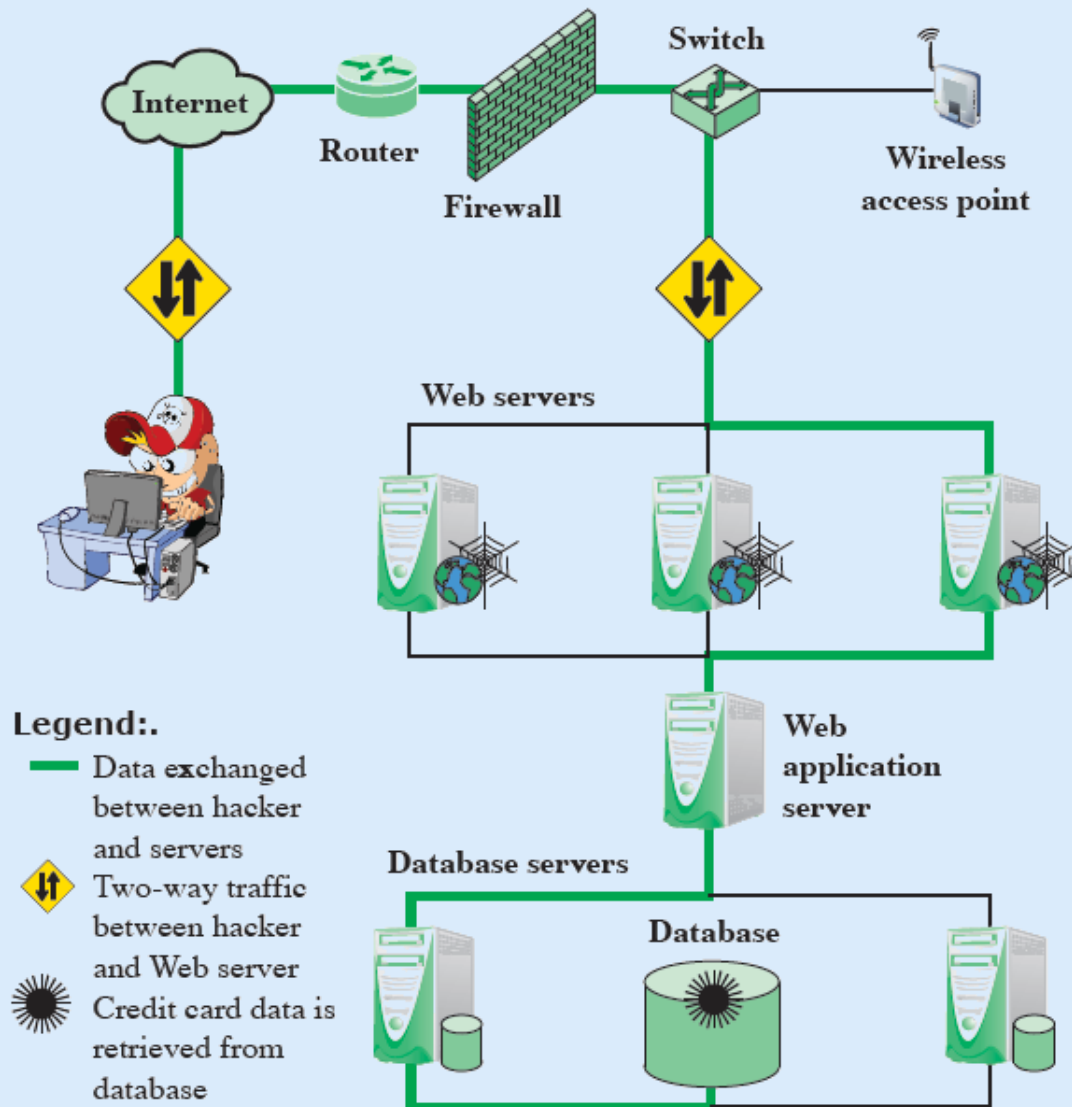 Switch
Internet
Router
Firewall
Wireless
access point
Web servers
Web
application
server
Legend:.
Data exchanged
between hacker
and servers
Two-way traffic
between hacker
and Web server
Credit card data is
retrieved from
database
Database servers
Database